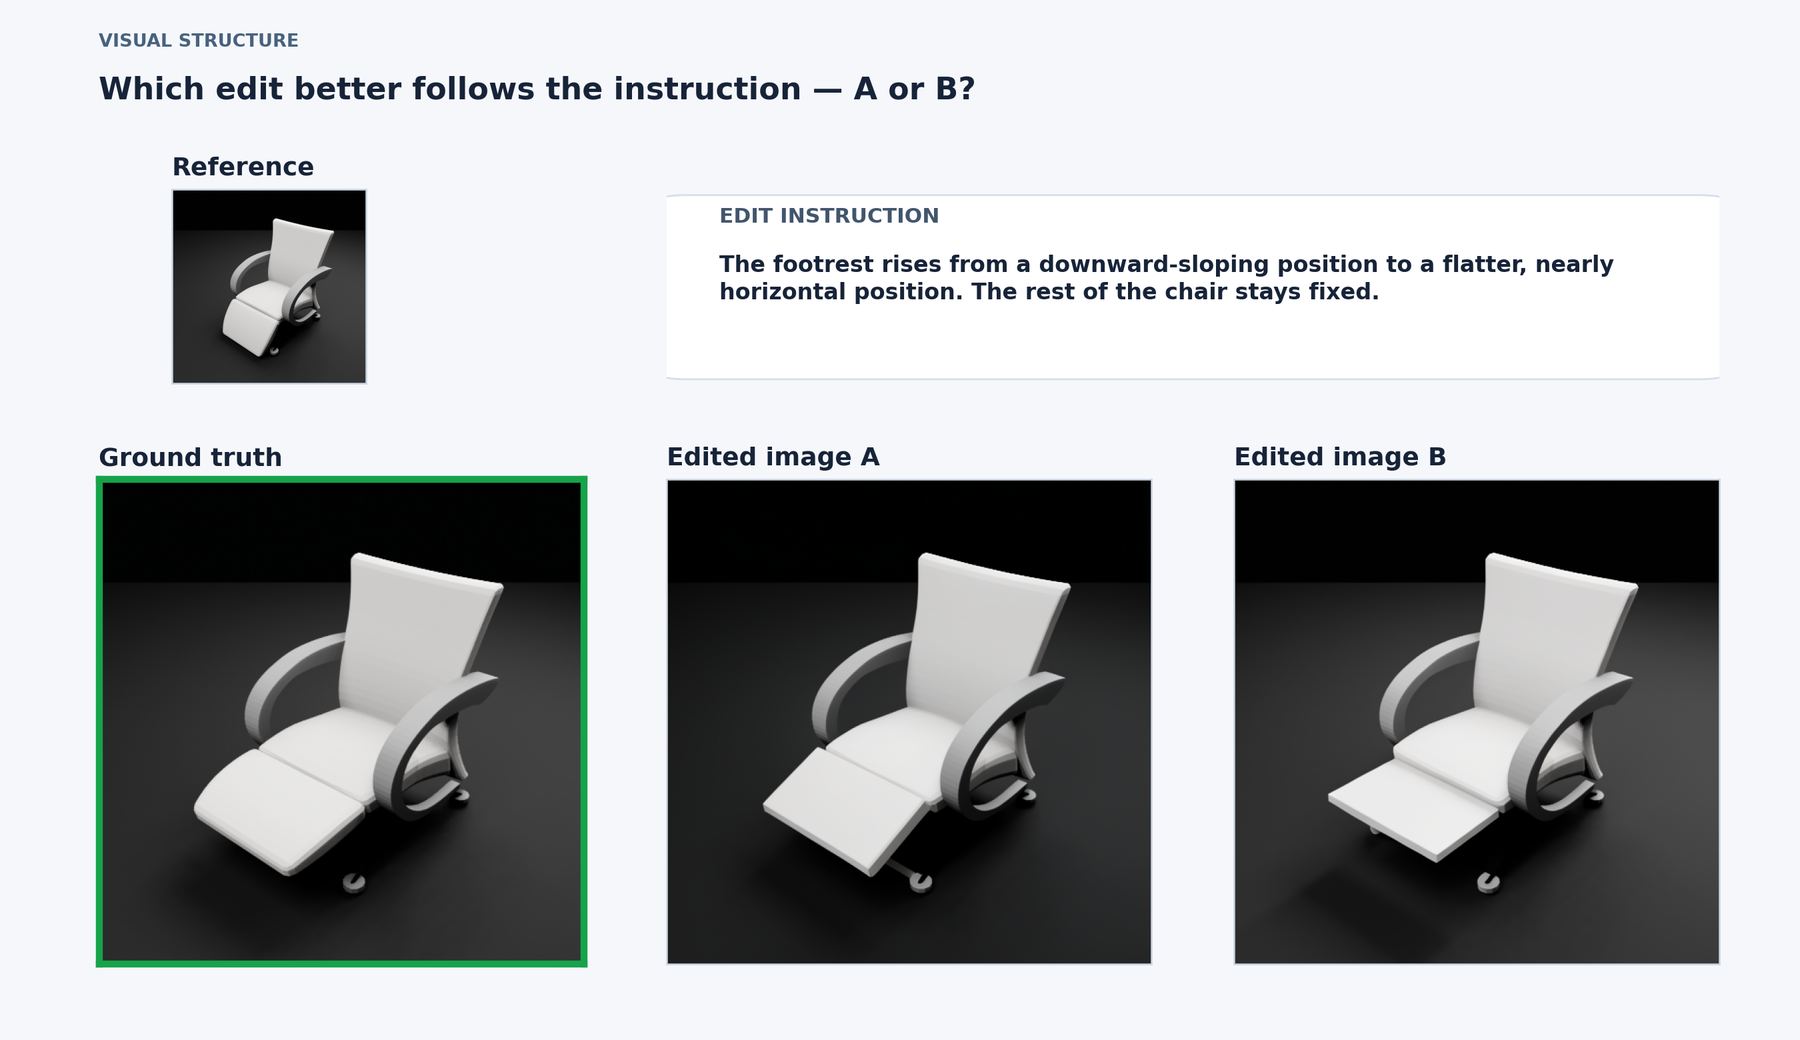 VISUAL STRUCTURE
Which edit better follows the instruction — A or B?
Reference
EDIT INSTRUCTION
The footrest rises from a downward-sloping position to a flatter, nearly
horizontal position. The rest of the chair stays fixed.
Ground truth
Edited image A
Edited image B